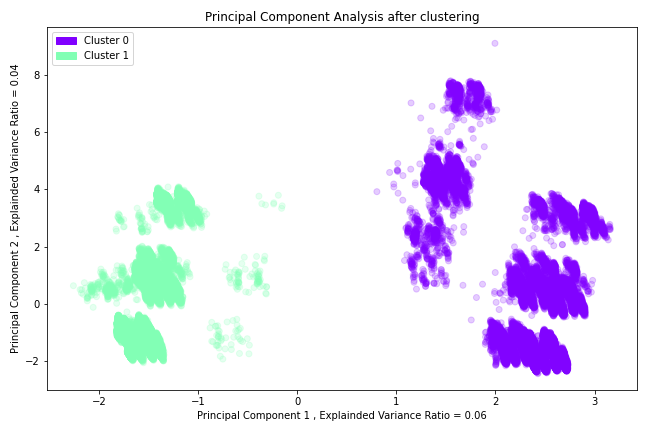 Principal Component Analysis after clustering
Cluster 0
Cluster 1
Principal Component 2 , Explainded Variance Ratio = 0.04
8
6
4
2
0
−2
−2
−1
0
1
2
3
Principal Component 1 , Explainded Variance Ratio = 0.06